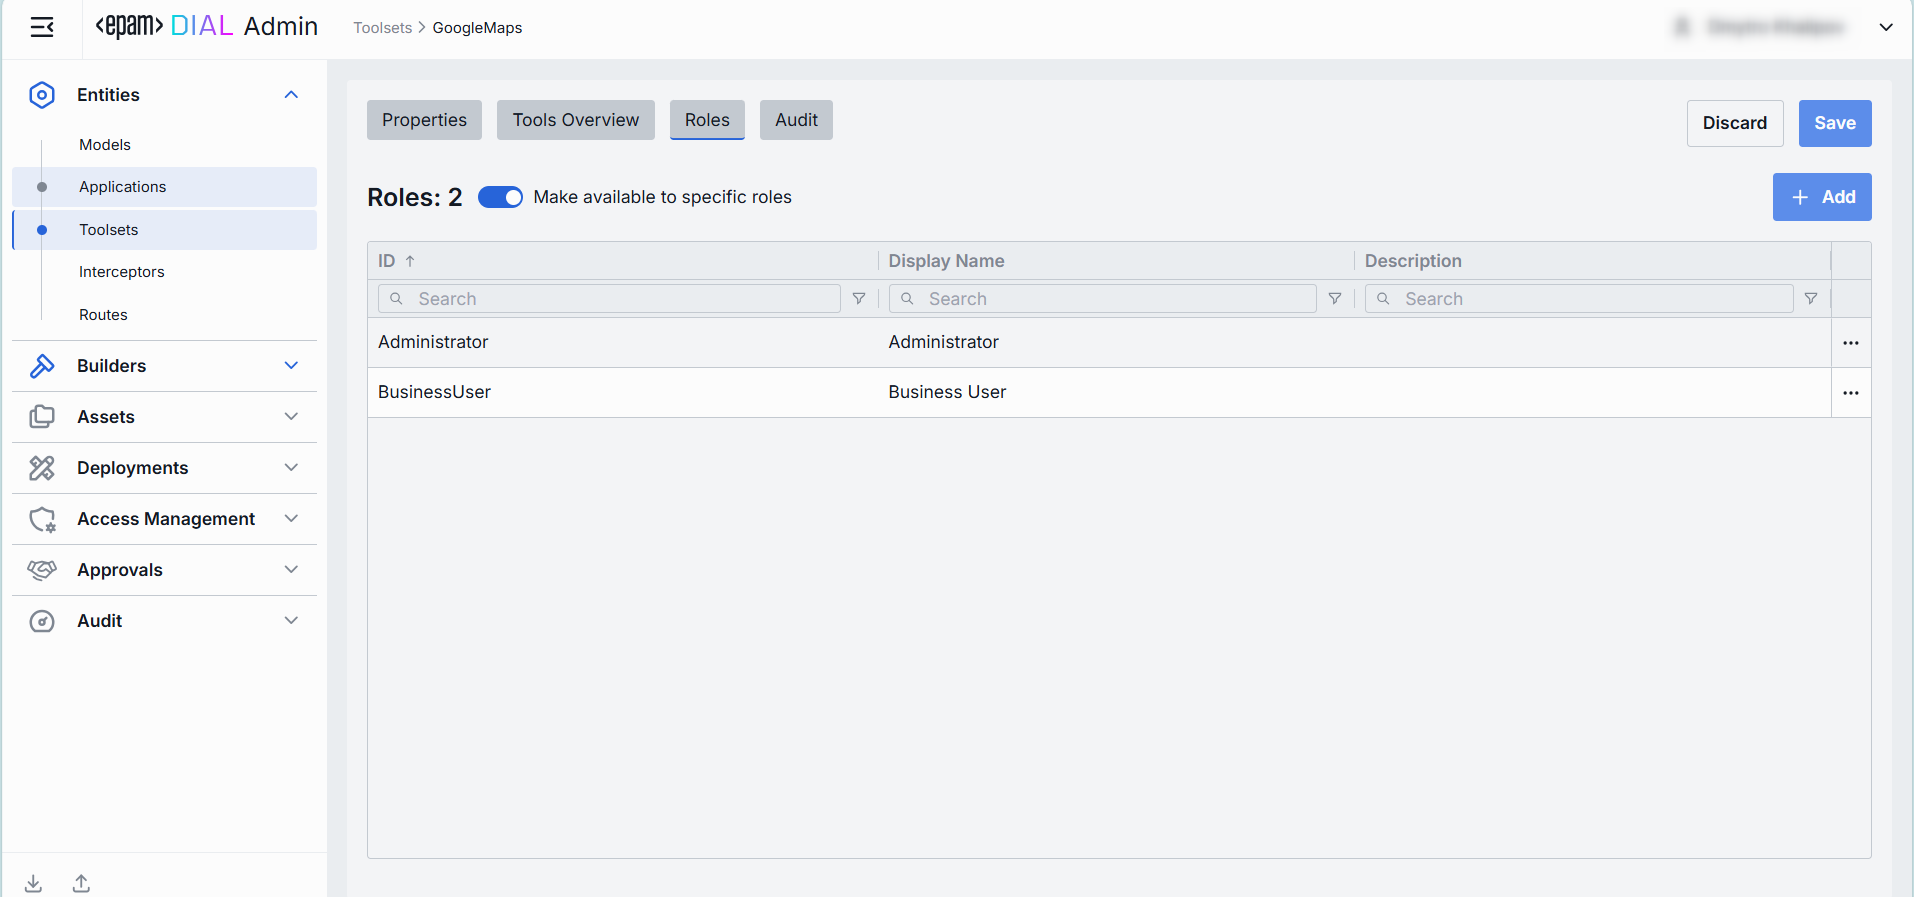 <epam> DIAL Admin
Toolsets > GoogleMaps
Entities
Models
Applications
Toolsets
Interceptors
Routes
Builders
Assets
Deployments
Access Management
Approvals
Audit
Properties
Tools Overview
Roles
Audit
Discard
Save
Roles: 2
Make available to specific roles
+ Add
ID ↑ Display Name Description
Search Search Search
Administrator Administrator ...
BusinessUser Business User ...